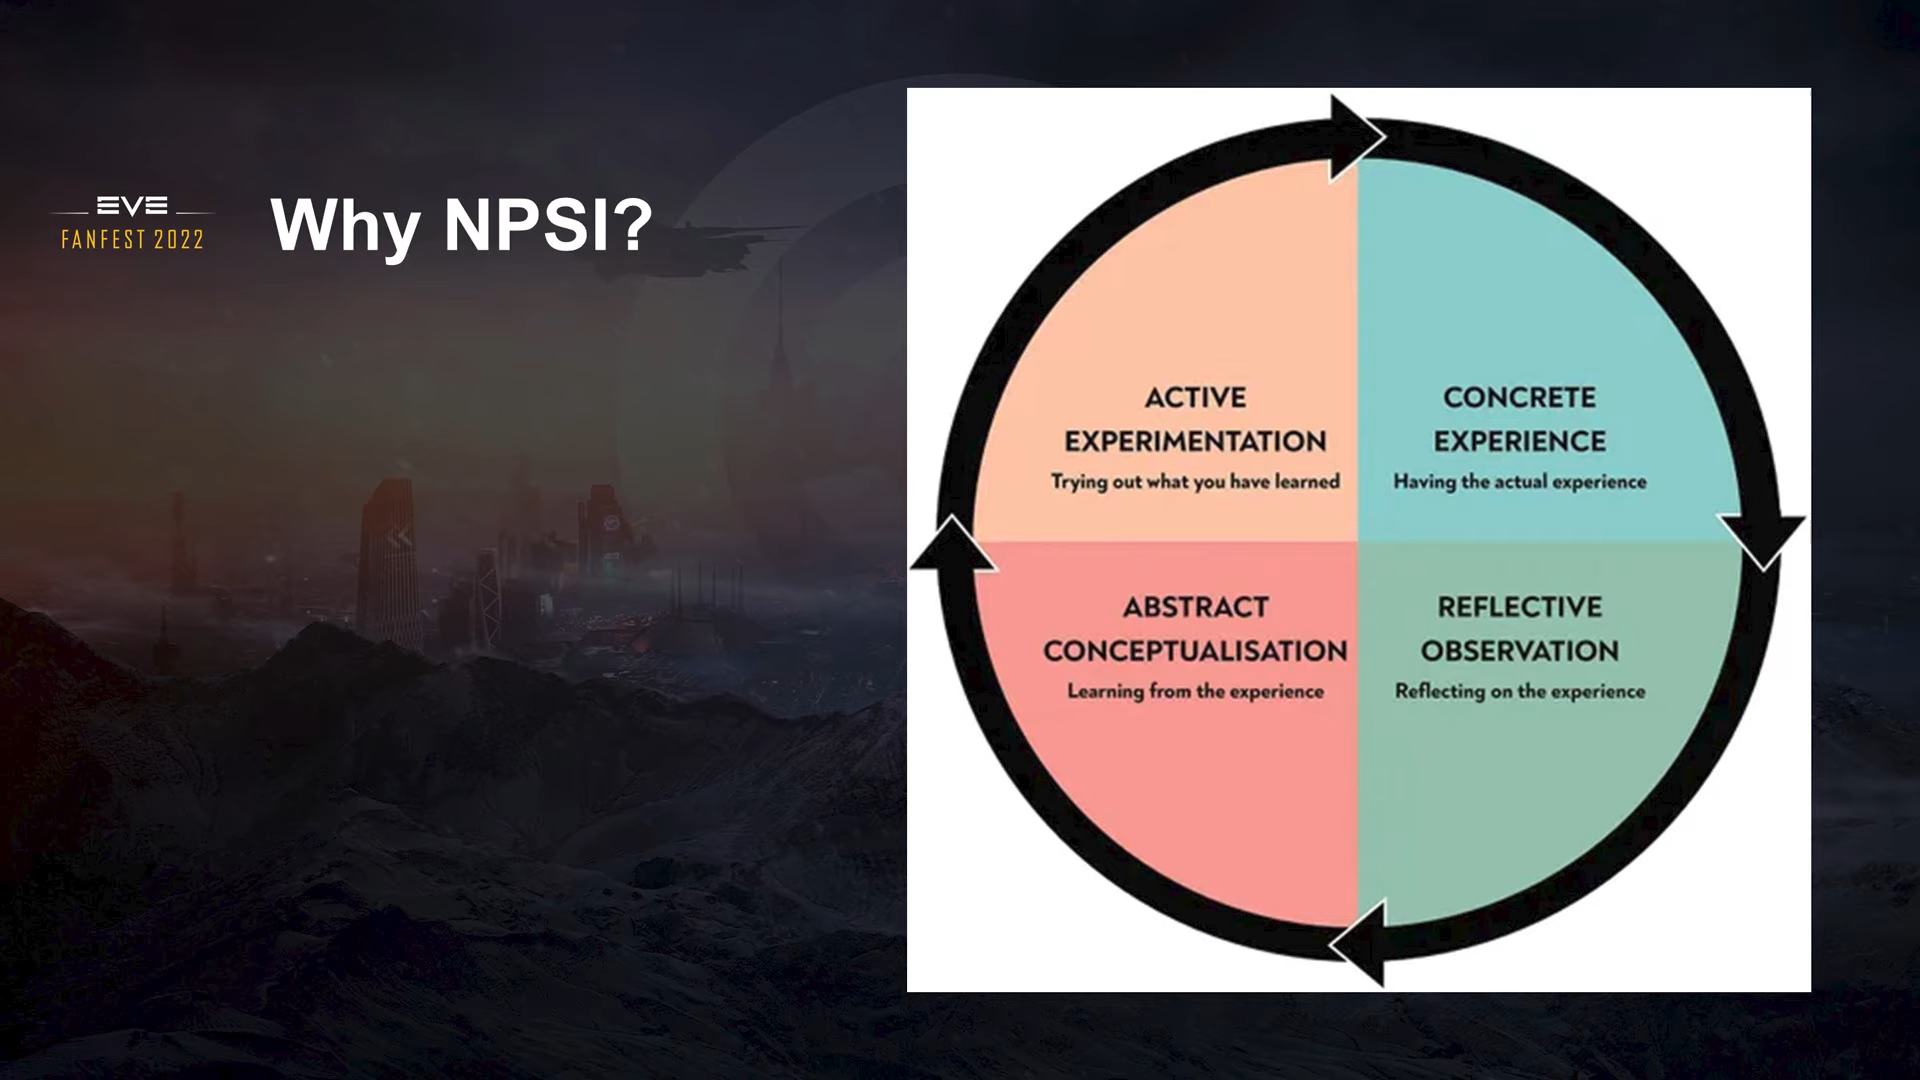 EVE
FANFEST 2022
Why NPSI?
ACTIVE
EXPERIMENTATION
Trying out what you have learned
CONCRETE
EXPERIENCE
Having the actual experience
ABSTRACT
CONCEPTUALISATION
Learning from the experience
REFLECTIVE
OBSERVATION
Reflecting on the experience